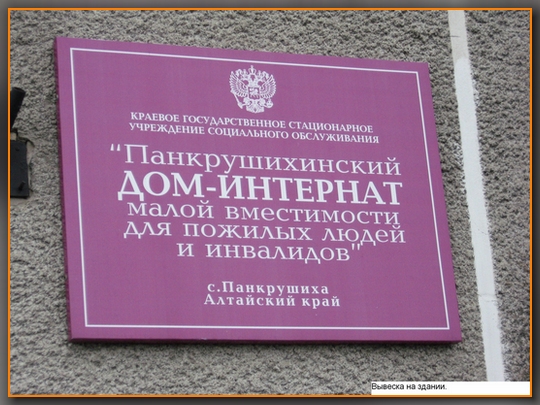 КРАЕВОЕ ГОСУДАРСТВЕННОЕ СТАЦИОНАРНОЕ
УЧРЕЖДЕНИЕ СОЦИАЛЬНОГО ОБСЛУЖИВАНИЯ
“Панкрушихинский
ДОМ-ИНТЕРНАТ
малой вместимости
для пожилых людей
и инвалидов”
с.Панкрушиха
Алтайский край
Вывеска на здании.